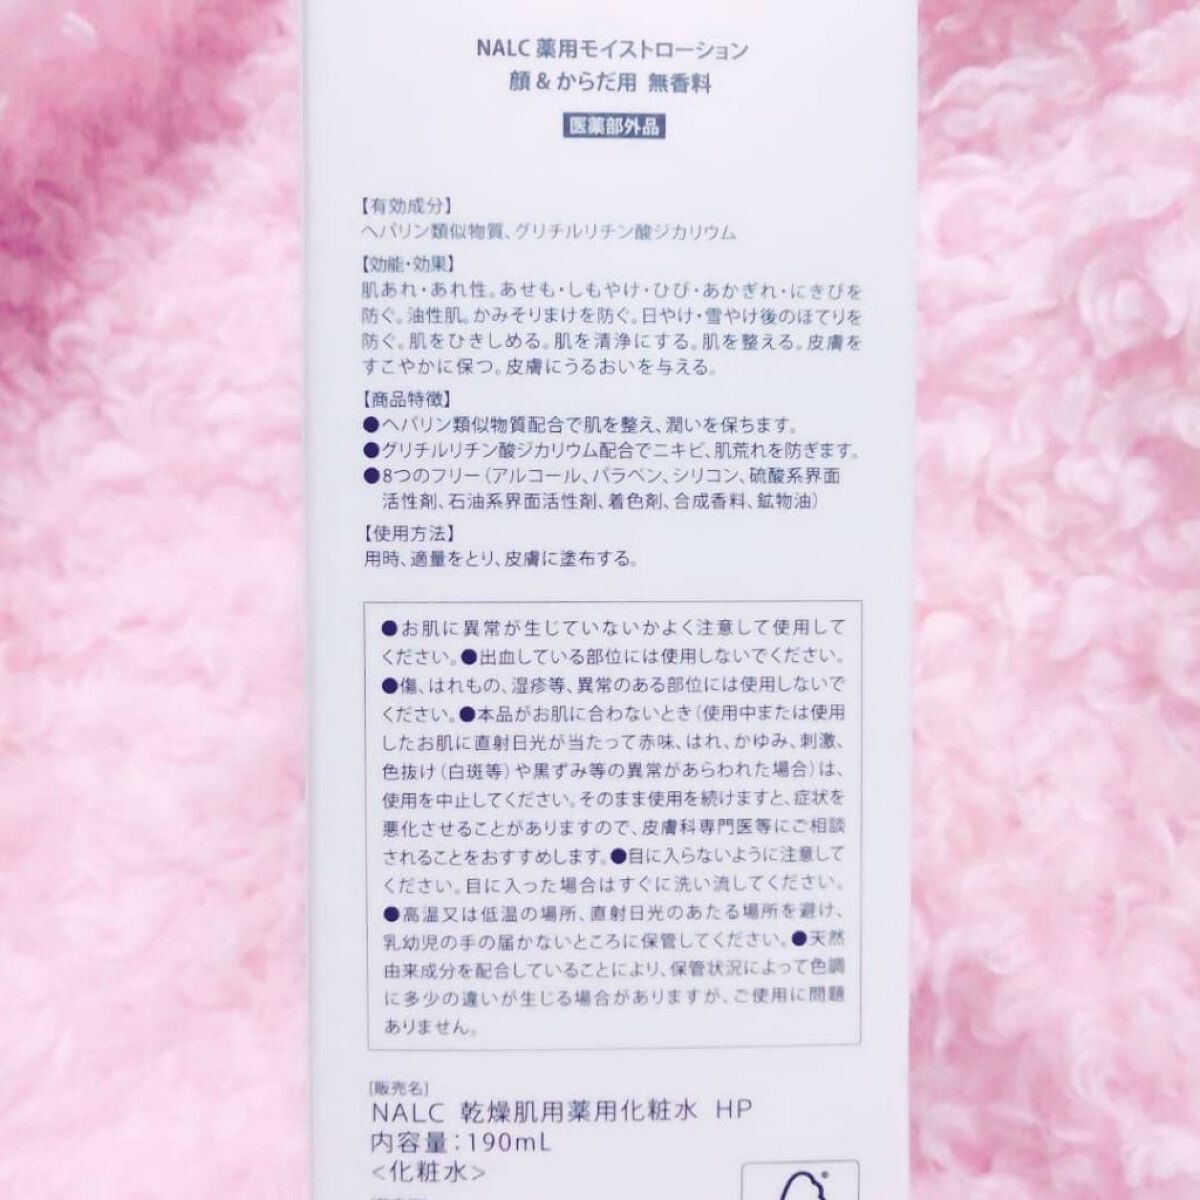 NALC 薬用モイストローション
顔 & からだ用 無香料
医薬部外品
【有効成分】
ヘパリン類似物質、グリチルリチン酸ジカリウム
【効能・効果】
肌あれ・あれ性。あせも・しもやけ・ひび・あかぎれ・にきびを
防ぐ。油性肌。かみそりまけを防ぐ。日やけ・雪やけ後のほてりを
防ぐ。肌をひきしめる。肌を清浄にする。肌を整える。皮膚を
すこやかに保つ。皮膚にうるおいを与える。
【商品特徴】
●ヘパリン類似物質配合で肌を整え、潤いを保ちます。
●グリチルリチン酸ジカリウム配合でニキビ、肌荒れを防ぎます。
●8つのフリー（アルコール、パラベン、シリコン、硫酸系界面
活性剤、石油系界面活性剤、着色剤、合成香料、鉱物油）
【使用方法】
用時、適量をとり、皮膚に塗布する。
●お肌に異常が生じていないかよく注意して使用して
ください。●出血している部位には使用しないでください。
●傷、はれもの、湿疹等、異常のある部位には使用しないで
ください。●本品がお肌に合わないとき（使用中または使用
したお肌に直射日光が当たって赤味、はれ、かゆみ、刺激、
色抜け（白斑等）や黒ずみ等の異常があらわれた場合）は、
使用を中止してください。そのまま使用を続けますと、症状を
悪化させることがありますので、皮膚科専門医等にご相談
されることをおすすめします。●目に入らないように注意して
ください。目に入った場合はすぐに洗い流してください。
●高温又は低温の場所、直射日光のあたる場所を避け、
乳幼児の手の届かないところに保管してください。●天然
由来成分を配合していることにより、保管状況によって色調
に多少の違いが生じる場合がありますが、ご使用に問題
ありません。
[販売名]
NALC 乾燥肌用薬用化粧水 HP
内容量：190mL
<化粧水>